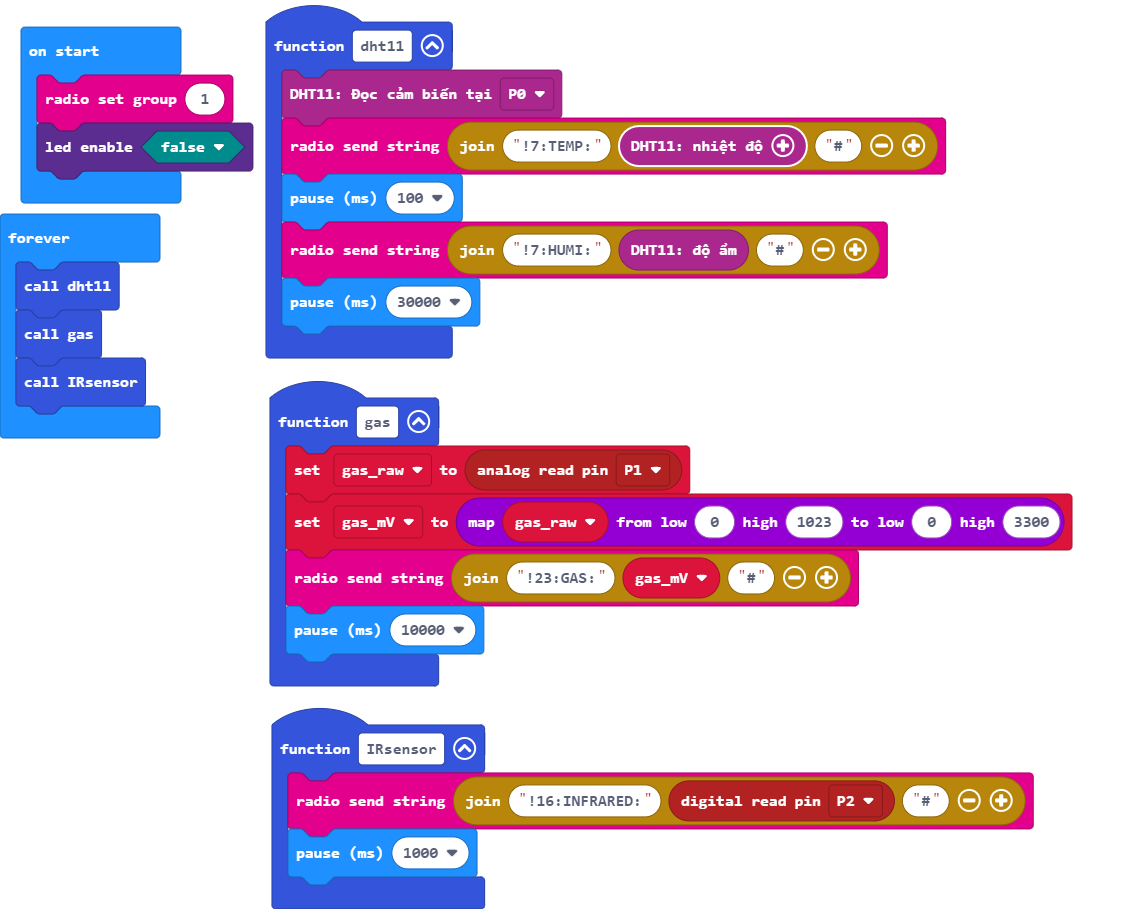 on start
radio set group 1
led enable false
forever
call dht11
call gas
call IRsensor
function dht11
DHT11: Đọc cảm biến tại P0
radio send string join "!7:TEMP:" DHT11: nhiệt độ "#"
pause (ms) 100
radio send string join "!7:HUMI:" DHT11: độ ẩm "#"
pause (ms) 30000
function gas
set gas_raw to analog read pin P1
set gas_mV to map gas_raw from low 0 high 1023 to low 0 high 3300
radio send string join "!23:GAS:" gas_mV "#"
pause (ms) 10000
function IRsensor
radio send string join "!16:INFRARED:" digital read pin P2 "#"
pause (ms) 1000